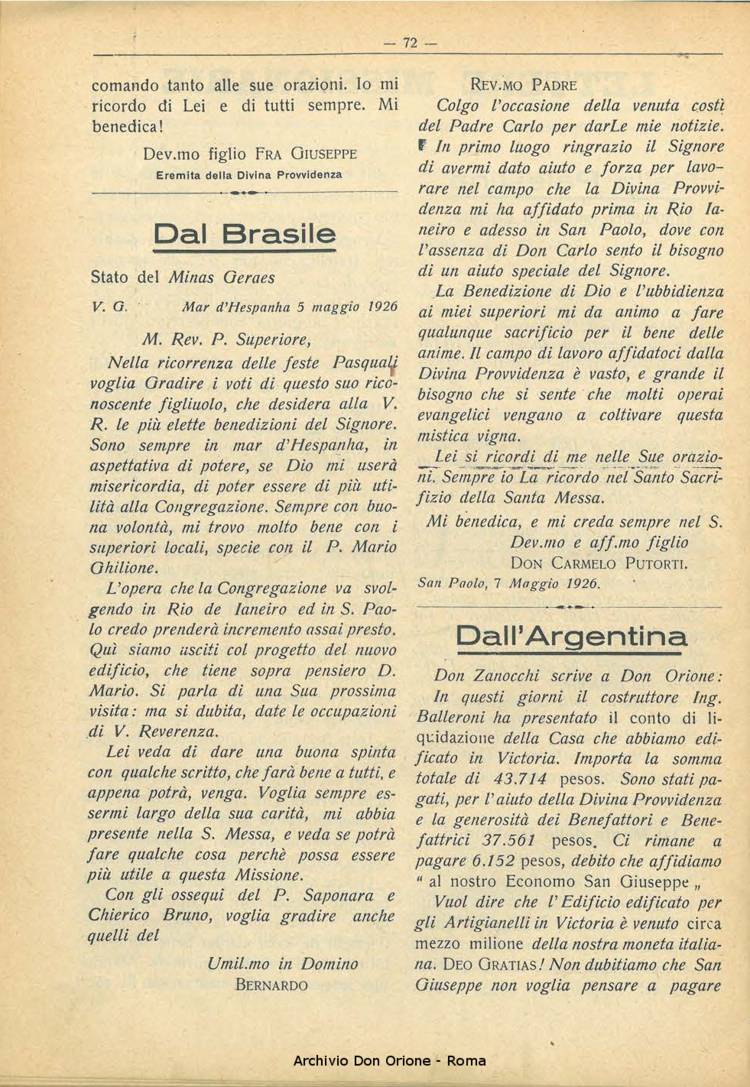 — 72 —
comando tanto alle sue orazioni. Io mi
ricordo di Lei e di tutti sempre. Mi
benedica!
Dev.mo figlio FRA GIUSEPPE
Eremita della Divina Provvidenza
Dal Brasile
Stato del Minas Geraes
V. G. Mar d'Hespanha 5 maggio 1926
M. Rev. P. Superiore,
Nella ricorrenza delle feste Pasquali
voglia Gradire i voti di questo suo rico-
noscente figliuolo, che desidera alla V.
R. le più elette benedizioni del Signore.
Sono sempre in mar d'Hespanha, in
aspettativa di potere, se Dio mi userà
misericordia, di poter essere di più uti-
lità alla Congregazione. Sempre con buo-
na volontà, mi trovo molto bene con i
superiori locali, specie con il P. Mario
Ghilione.
L'opera che la Congregazione va svol-
gendo in Rio de Ianeiro ed in S. Pao-
lo credo prenderà incremento assai presto.
Quì siamo usciti col progetto del nuovo
edificio, che tiene sopra pensiero D.
Mario. Si parla di una Sua prossima
visita: ma si dubita, date le occupazioni
di V. Reverenza.
Lei veda di dare una buona spinta
con qualche scritto, che farà bene a tutti, e
appena potrà, venga. Voglia sempre es-
sermi largo della sua carità, mi abbia
presente nella S. Messa, e veda se potrà
fare qualche cosa perchè possa essere
più utile a questa Missione.
Con gli ossequi del P. Saponara e
Chierico Bruno, voglia gradire anche
quelli del
Umil.mo in Domino
BERNARDO
REV.MO PADRE
Colgo l'occasione della venuta costì
del Padre Carlo per darLe mie notizie.
In primo luogo ringrazio il Signore
di avermi dato aiuto e forza per lavo-
rare nel campo che la Divina Provvi-
denza mi ha affidato prima in Rio Ia-
neiro e adesso in San Paolo, dove con
l'assenza di Don Carlo sento il bisogno
di un aiuto speciale del Signore.
La Benedizione di Dio e l'ubbidienza
ai miei superiori mi da animo a fare
qualunque sacrifizio per il bene delle
anime. Il campo di lavoro affidatoci dalla
Divina Provvidenza è vasto, e grande il
bisogno che si sente che molti operai
evangelici vengano a coltivare questa
mistica vigna.
Lei si ricordi di me nelle Sue orazio-
ni. Sempre io La ricordo nel Santo Sacri-
fizio della Santa Messa.
Mi benedica, e mi creda sempre nel S.
Dev.mo e aff.mo figlio
DON CARMELO PUTORTI.
San Paolo, 7 Maggio 1926.
Dall'Argentina
Don Zanocchi scrive a Don Orione:
In questi giorni il costruttore Ing.
Balleroni ha presentato il conto di li-
quidazione della Casa che abbiamo edi-
ficato in Victoria. Importa la somma
totale di 43.714 pesos. Sono stati pa-
gati, per l'aiuto della Divina Provvidenza
e la generosità dei Benefattori e Bene-
fattrici 37.561 pesos. Ci rimane a
pagare 6.152 pesos, debito che affidiamo
" al nostro Economo San Giuseppe „
Vuol dire che l'Edificio edificato per
gli Artigianelli in Victoria è venuto circa
mezzo milione della nostra moneta italia-
na. DEO GRATIAS! Non dubitiamo che San
Giuseppe non voglia pensare a pagare
Archivio Don Orione - Roma